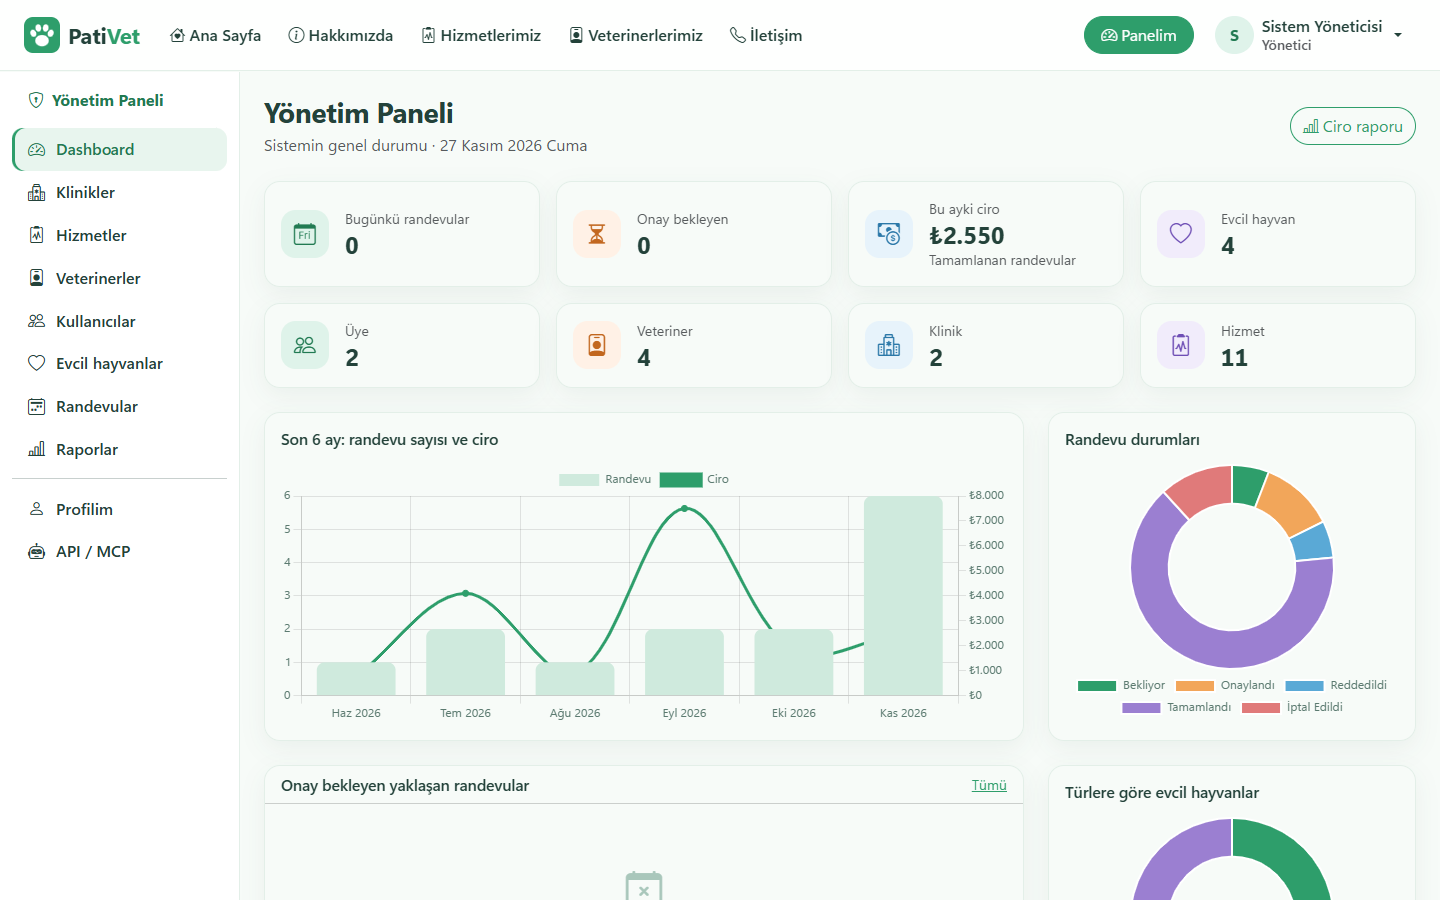 PatiVet
Ana Sayfa
Hakkımızda
Hizmetlerimiz
Veterinerlerimiz
İletişim
Panelim
S
Sistem Yöneticisi
Yönetici
Yönetim Paneli
Dashboard
Klinikler
Hizmetler
Veterinerler
Kullanıcılar
Evcil hayvanlar
Randevular
Raporlar
Profilim
API / MCP
Yönetim Paneli
Sistemin genel durumu · 27 Kasım 2026 Cuma
Ciro raporu
Fri
Bugünkü randevular
0
Onay bekleyen
0
Bu ayki ciro
₺2.550
Tamamlanan randevular
Evcil hayvan
4
Üye
2
Veteriner
4
Klinik
2
Hizmet
11
Son 6 ay: randevu sayısı ve ciro
Randevu
Ciro
6
5
4
3
2
1
0
₺8.000
₺7.000
₺6.000
₺5.000
₺4.000
₺3.000
₺2.000
₺1.000
₺0
Haz 2026
Tem 2026
Ağu 2026
Eyl 2026
Eki 2026
Kas 2026
Randevu durumları
Bekliyor
Onaylandı
Reddedildi
Tamamlandı
İptal Edildi
Onay bekleyen yaklaşan randevular
Tümü
Türlere göre evcil hayvanlar